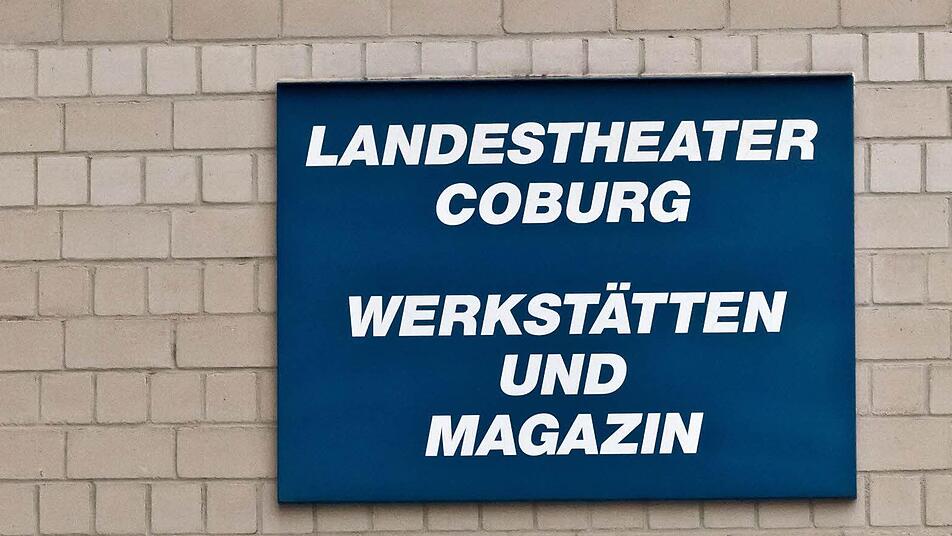 LANDESTHEATER
COBURG
WERKSTÄTTEN
UND
MAGAZIN